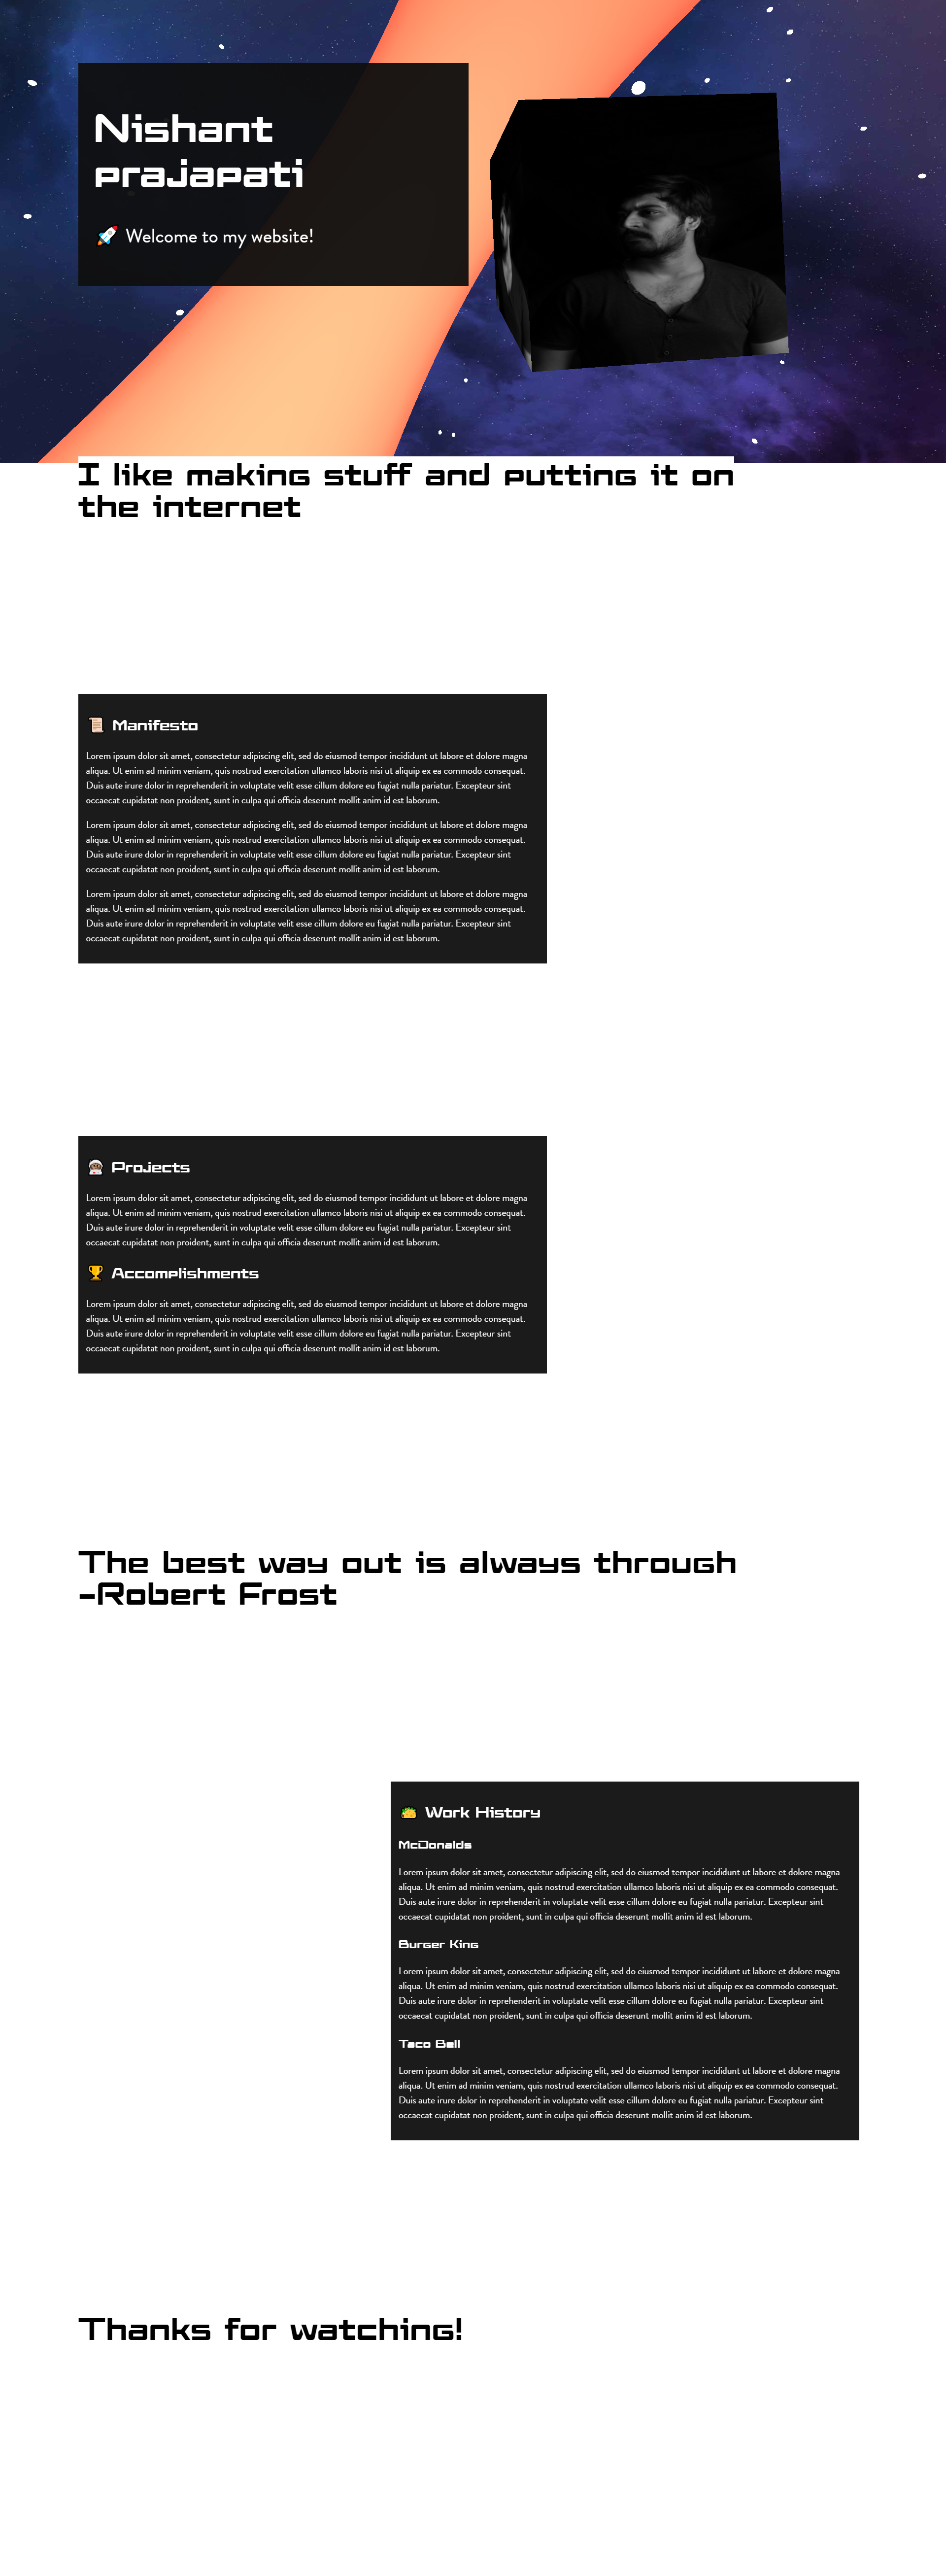 Nishant
prajapati
🚀 Welcome to my website!
I like making stuff and putting it on
the internet
📜 Manifesto
Lorem ipsum dolor sit amet, consectetur adipiscing elit, sed do eiusmod tempor incididunt ut labore et dolore magna
aliqua. Ut enim ad minim veniam, quis nostrud exercitation ullamco laboris nisi ut aliquip ex ea commodo consequat.
Duis aute irure dolor in reprehenderit in voluptate velit esse cillum dolore eu fugiat nulla pariatur. Excepteur sint
occaecat cupidatat non proident, sunt in culpa qui officia deserunt mollit anim id est laborum.
Lorem ipsum dolor sit amet, consectetur adipiscing elit, sed do eiusmod tempor incididunt ut labore et dolore magna
aliqua. Ut enim ad minim veniam, quis nostrud exercitation ullamco laboris nisi ut aliquip ex ea commodo consequat.
Duis aute irure dolor in reprehenderit in voluptate velit esse cillum dolore eu fugiat nulla pariatur. Excepteur sint
occaecat cupidatat non proident, sunt in culpa qui officia deserunt mollit anim id est laborum.
Lorem ipsum dolor sit amet, consectetur adipiscing elit, sed do eiusmod tempor incididunt ut labore et dolore magna
aliqua. Ut enim ad minim veniam, quis nostrud exercitation ullamco laboris nisi ut aliquip ex ea commodo consequat.
Duis aute irure dolor in reprehenderit in voluptate velit esse cillum dolore eu fugiat nulla pariatur. Excepteur sint
occaecat cupidatat non proident, sunt in culpa qui officia deserunt mollit anim id est laborum.
👩🏾‍🚀 Projects
Lorem ipsum dolor sit amet, consectetur adipiscing elit, sed do eiusmod tempor incididunt ut labore et dolore magna
aliqua. Ut enim ad minim veniam, quis nostrud exercitation ullamco laboris nisi ut aliquip ex ea commodo consequat.
Duis aute irure dolor in reprehenderit in voluptate velit esse cillum dolore eu fugiat nulla pariatur. Excepteur sint
occaecat cupidatat non proident, sunt in culpa qui officia deserunt mollit anim id est laborum.
🏆 Accomplishments
Lorem ipsum dolor sit amet, consectetur adipiscing elit, sed do eiusmod tempor incididunt ut labore et dolore magna
aliqua. Ut enim ad minim veniam, quis nostrud exercitation ullamco laboris nisi ut aliquip ex ea commodo consequat.
Duis aute irure dolor in reprehenderit in voluptate velit esse cillum dolore eu fugiat nulla pariatur. Excepteur sint
occaecat cupidatat non proident, sunt in culpa qui officia deserunt mollit anim id est laborum.
The best way out is always through
-Robert Frost
🌮 Work History
McDonalds
Lorem ipsum dolor sit amet, consectetur adipiscing elit, sed do eiusmod tempor incididunt ut labore et dolore magna
aliqua. Ut enim ad minim veniam, quis nostrud exercitation ullamco laboris nisi ut aliquip ex ea commodo consequat.
Duis aute irure dolor in reprehenderit in voluptate velit esse cillum dolore eu fugiat nulla pariatur. Excepteur sint
occaecat cupidatat non proident, sunt in culpa qui officia deserunt mollit anim id est laborum.
Burger King
Lorem ipsum dolor sit amet, consectetur adipiscing elit, sed do eiusmod tempor incididunt ut labore et dolore magna
aliqua. Ut enim ad minim veniam, quis nostrud exercitation ullamco laboris nisi ut aliquip ex ea commodo consequat.
Duis aute irure dolor in reprehenderit in voluptate velit esse cillum dolore eu fugiat nulla pariatur. Excepteur sint
occaecat cupidatat non proident, sunt in culpa qui officia deserunt mollit anim id est laborum.
Taco Bell
Lorem ipsum dolor sit amet, consectetur adipiscing elit, sed do eiusmod tempor incididunt ut labore et dolore magna
aliqua. Ut enim ad minim veniam, quis nostrud exercitation ullamco laboris nisi ut aliquip ex ea commodo consequat.
Duis aute irure dolor in reprehenderit in voluptate velit esse cillum dolore eu fugiat nulla pariatur. Excepteur sint
occaecat cupidatat non proident, sunt in culpa qui officia deserunt mollit anim id est laborum.
Thanks for watching!